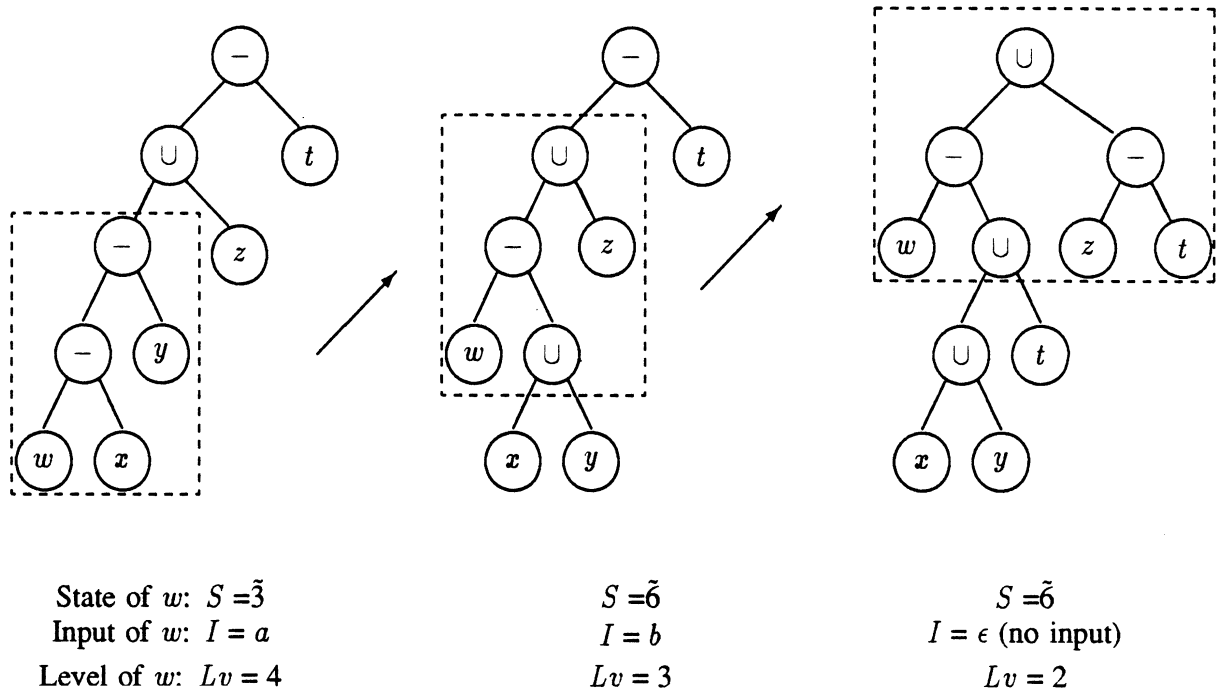 − − ∪
∪ t ∪ t − −
− z − z w ∪ z t
− y w ∪ ∪ t
w x x y x y
State of w: S =3̃ S =6̃ S =6̃
Input of w: I = a I = b I = ϵ (no input)
Level of w: Lv = 4 Lv = 3 Lv = 2